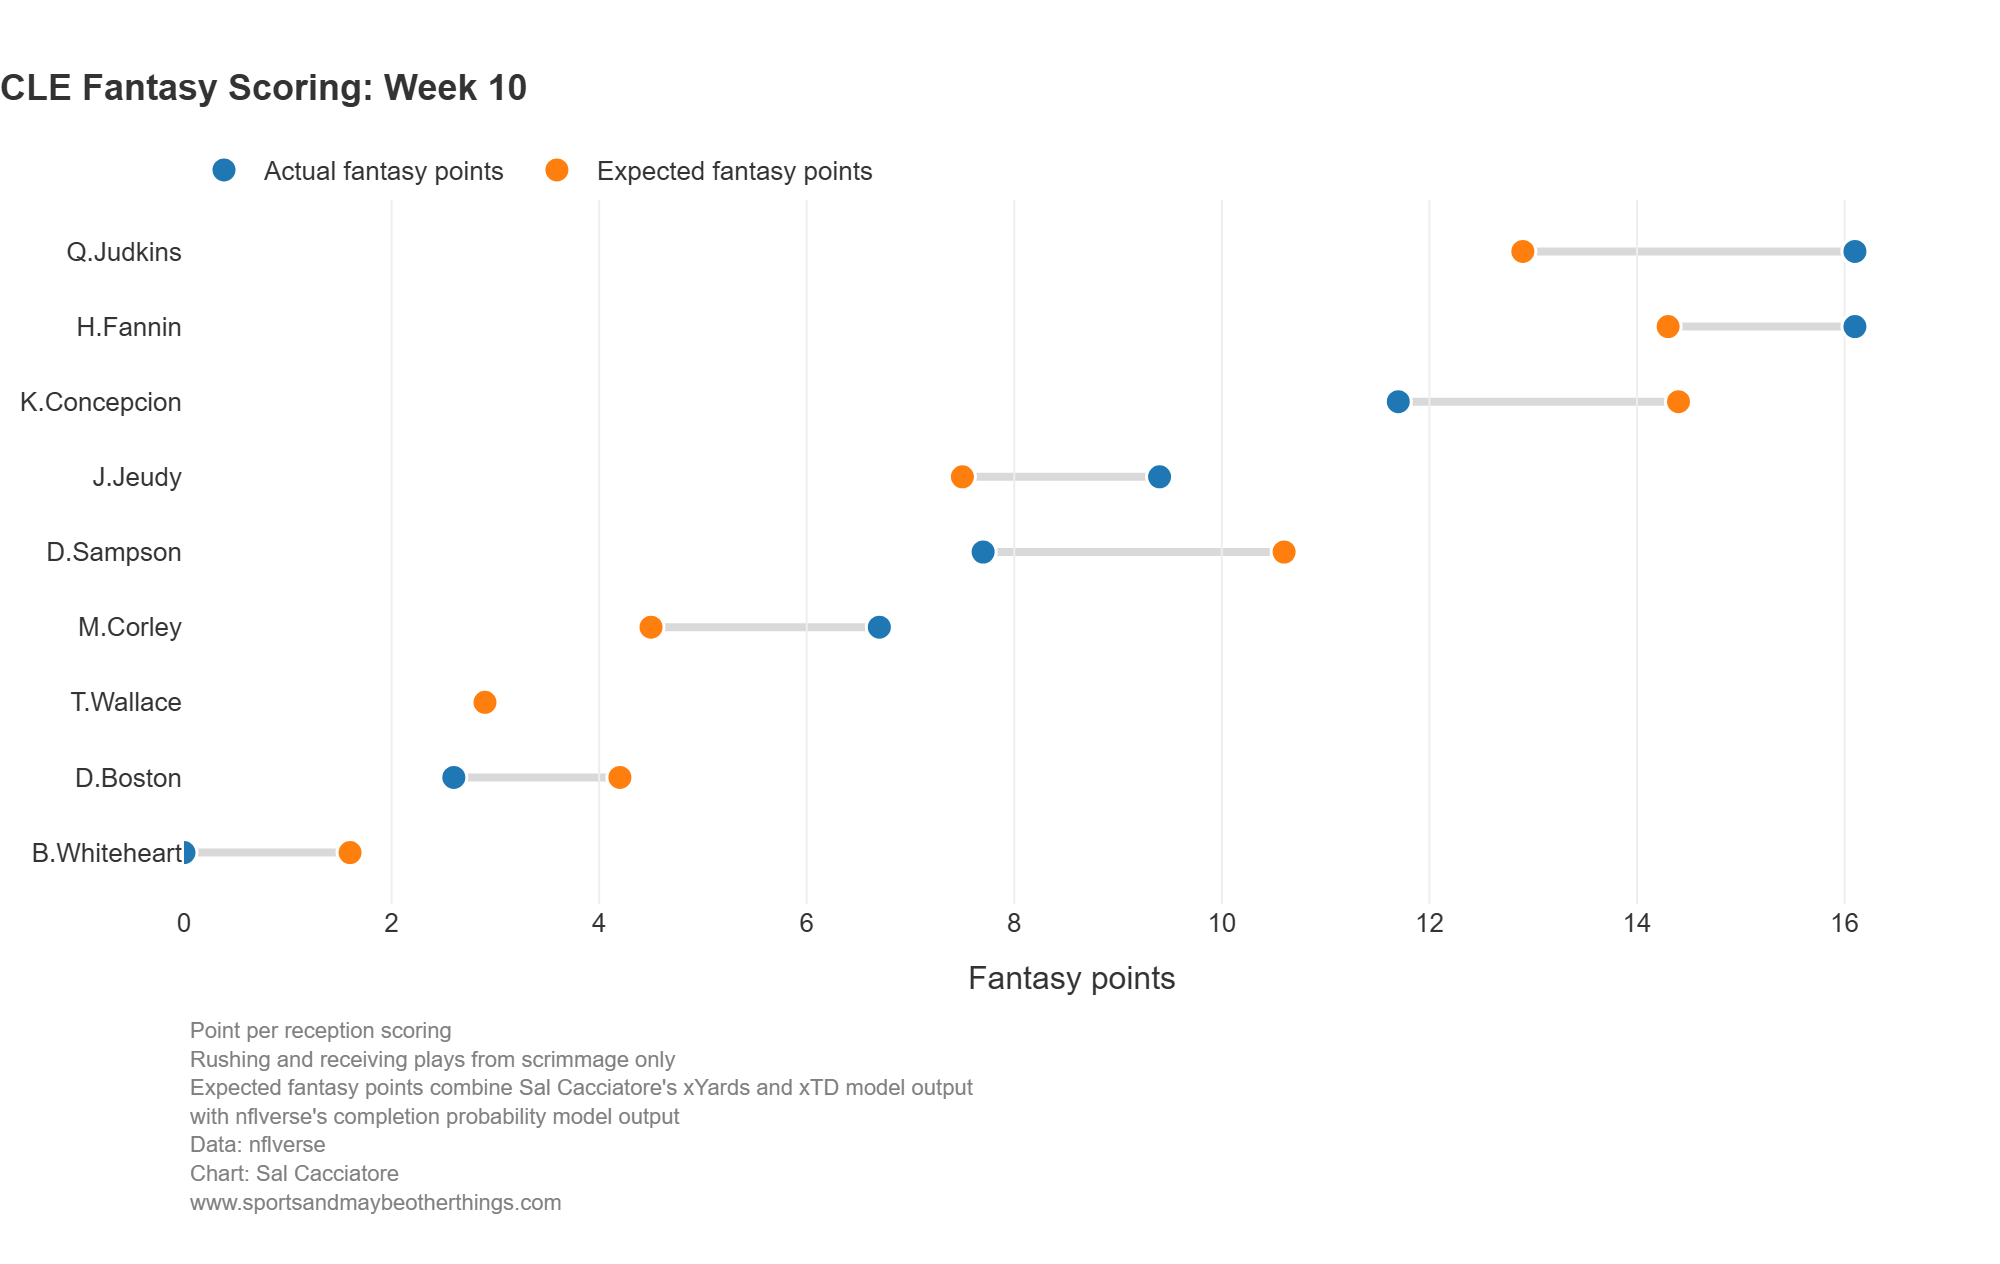 CLE Fantasy Scoring: Week 10
Actual fantasy points
Expected fantasy points
Q.Judkins
H.Fannin
K.Concepcion
J.Jeudy
D.Sampson
M.Corley
T.Wallace
D.Boston
B.Whiteheart
0 2 4 6 8 10 12 14 16
Fantasy points
Point per reception scoring
Rushing and receiving plays from scrimmage only
Expected fantasy points combine Sal Cacciatore's xYards and xTD model output
with nflverse's completion probability model output
Data: nflverse
Chart: Sal Cacciatore
www.sportsandmaybeotherthings.com